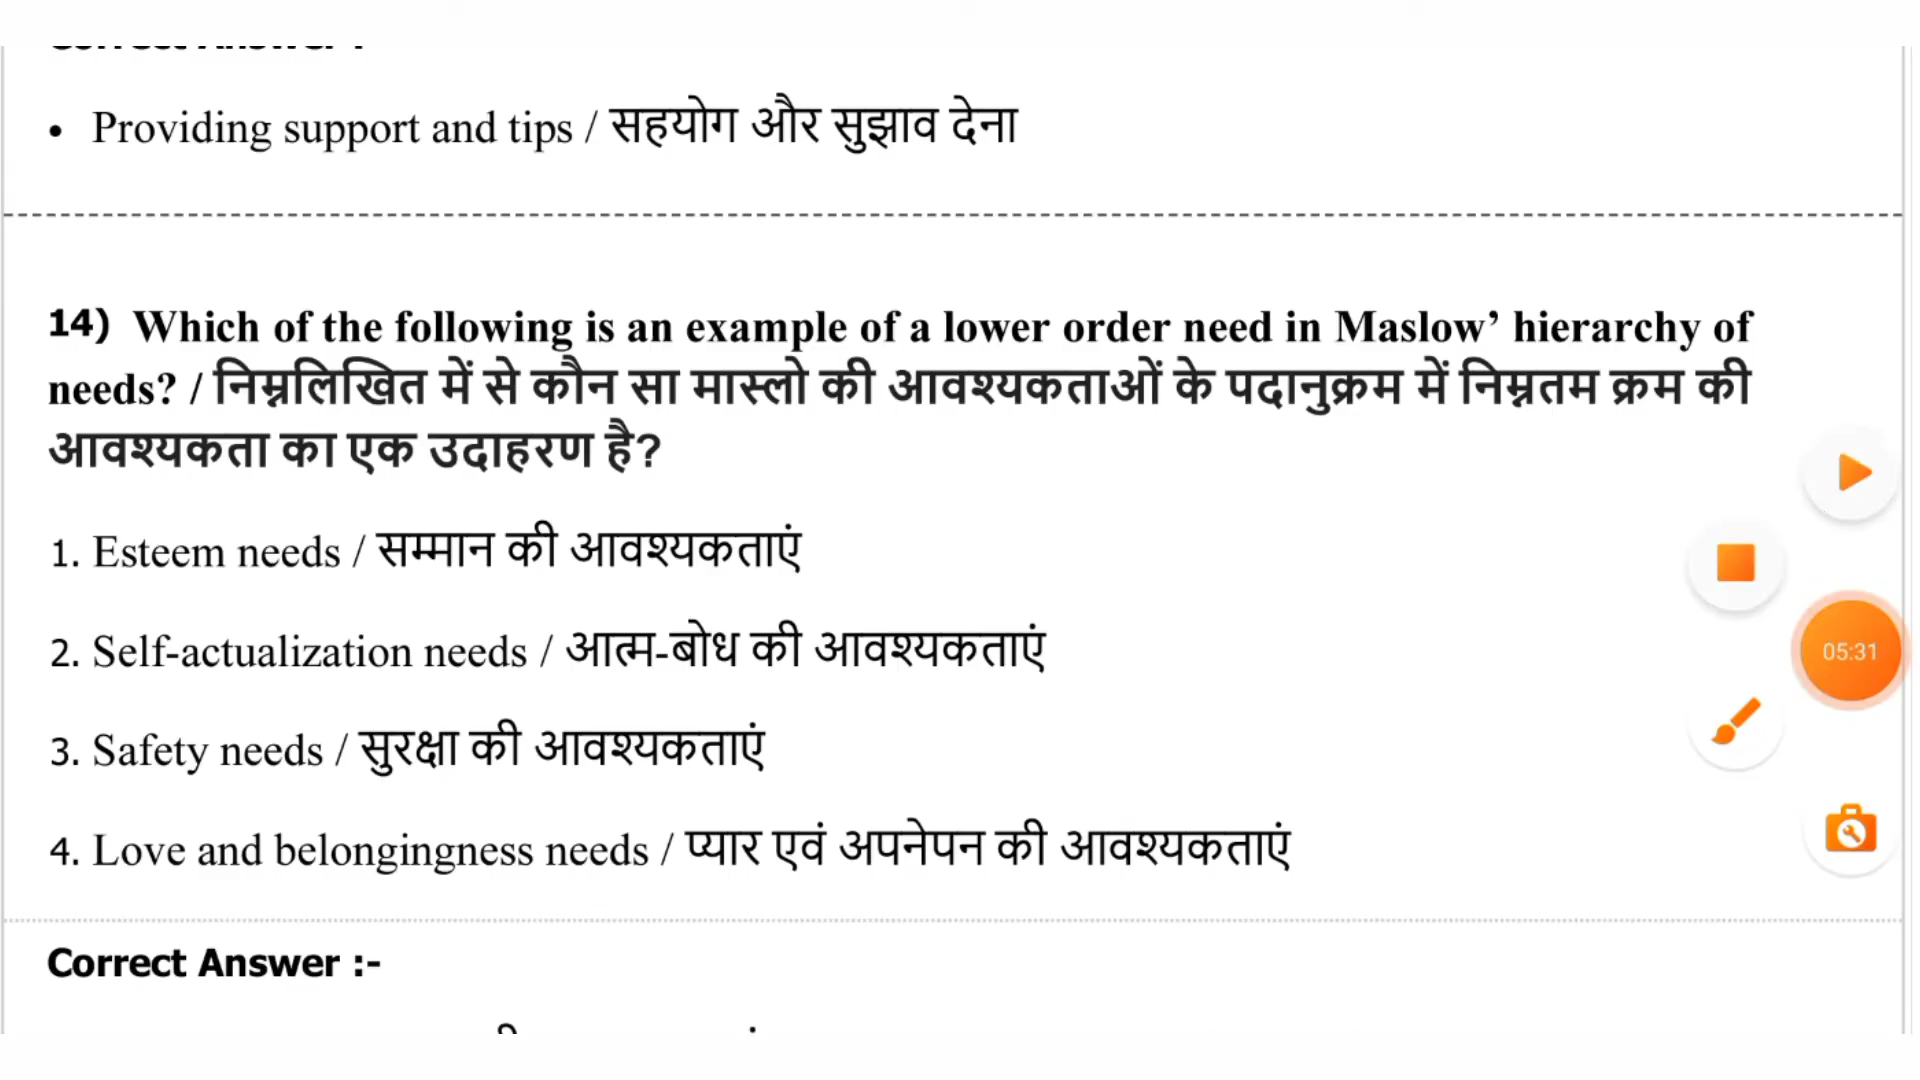 • Providing support and tips / सहयोग और सुझाव देना
14) Which of the following is an example of a lower order need in Maslow’ hierarchy of
needs? / निम्नलिखित में से कौन सा मास्लो की आवश्यकताओं के पदानुक्रम में निम्नतम क्रम की
आवश्यकता का एक उदाहरण है?
1. Esteem needs / सम्मान की आवश्यकताएं
2. Self-actualization needs / आत्म-बोध की आवश्यकताएं
05:31
3. Safety needs / सुरक्षा की आवश्यकताएं
4. Love and belongingness needs / प्यार एवं अपनेपन की आवश्यकताएं
Correct Answer :-